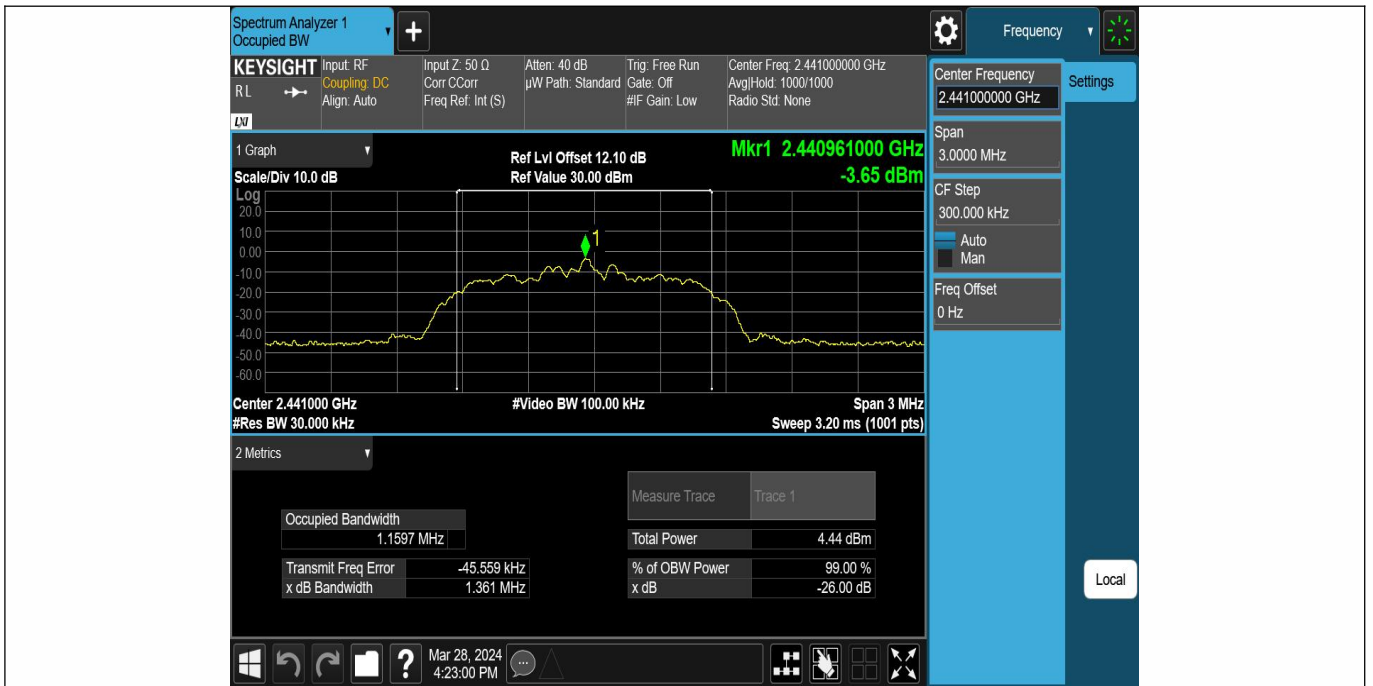 Spectrum Analyzer 1
Occupied BW
+
Frequency
KEYSIGHT
RL
LXI
Input: RF
Coupling: DC
Align: Auto
Input Z: 50 Ω
Corr CCorr
Freq Ref: Int (S)
Atten: 40 dB
µW Path: Standard
Trig: Free Run
Gate: Off
#IF Gain: Low
Center Freq: 2.441000000 GHz
Avg|Hold: 1000/1000
Radio Std: None
Center Frequency
2.441000000 GHz
Settings
Span
3.0000 MHz
CF Step
300.000 kHz
Auto
Man
Freq Offset
0 Hz
Local
1 Graph
Scale/Div 10.0 dB
Ref Lvl Offset 12.10 dB
Ref Value 30.00 dBm
Mkr1 2.440961000 GHz
-3.65 dBm
Log
20.0
10.0
0.00
-10.0
-20.0
-30.0
-40.0
-50.0
-60.0
1
Center 2.441000 GHz
#Video BW 100.00 kHz
Span 3 MHz
#Res BW 30.000 kHz
Sweep 3.20 ms (1001 pts)
2 Metrics
Measure Trace
Trace 1
Occupied Bandwidth
1.1597 MHz
Total Power
4.44 dBm
Transmit Freq Error
-45.559 kHz
% of OBW Power
99.00 %
x dB Bandwidth
1.361 MHz
x dB
-26.00 dB
?
Mar 28, 2024
4:23:00 PM